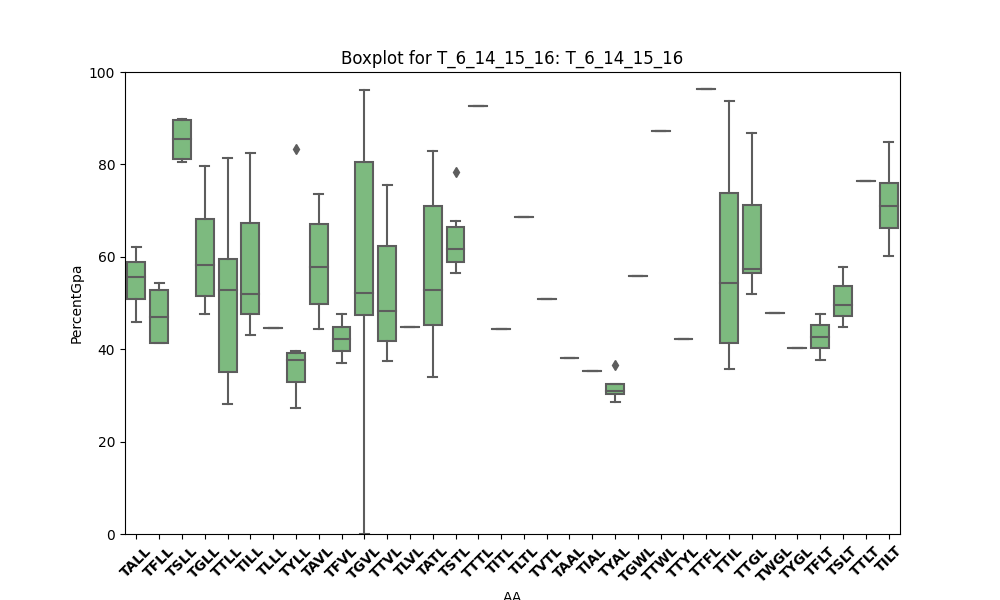 Boxplot for T_6_14_15_16: T_6_14_15_16
PercentGpa
100
80
60
40
20
0
TALL
TFLL
TSLL
TGLL
TTLL
TILL
TLLL
TYLL
TAVL
TFVL
TGVL
TTVL
TLVL
TATL
TSTL
TTTL
TITL
TLTL
TVTL
TAAL
TIAL
TYAL
TGWL
TTWL
TTYL
TTFL
TTIL
TTGL
TWGL
TYGL
TFLT
TSLT
TTLT
TILT
AA